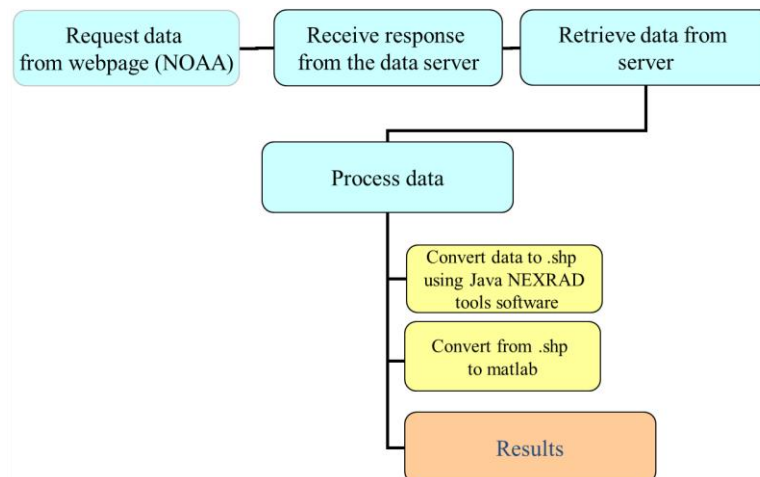 Request data
from webpage (NOAA)
Receive response
from the data server
Retrieve data from
server
Process data
Convert data to .shp
using Java NEXRAD
tools software
Convert from .shp
to matlab
Results